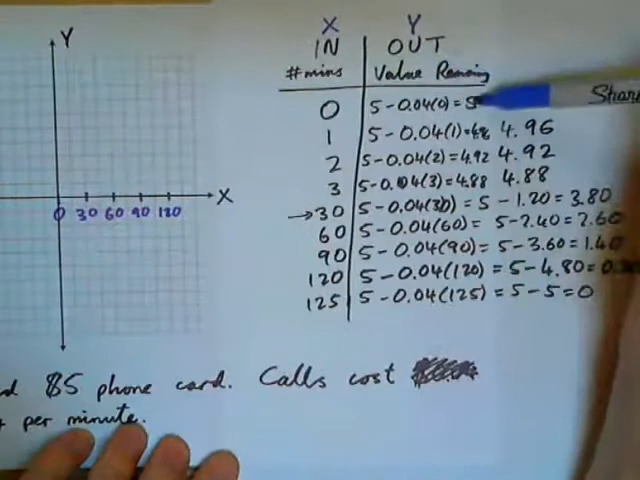 Y
X
0 30 60 90 120
X Y
IN OUT
# mins Value Remaing
0 5 - 0.04(0) = 5
1 5 - 0.04(1) = 4.96
2 5 - 0.04(2) = 4.92 4.92
3 5 - 0.04(3) = 4.88 4.88
→ 30 5 - 0.04(30) = 5 - 1.20 = 3.80
60 5 - 0.04(60) = 5 - 2.40 = 2.60
90 5 - 0.04(90) = 5 - 3.60 = 1.40
120 5 - 0.04(120) = 5 - 4.80 = 0.
125 5 - 0.04(125) = 5 - 5 = 0
$5 phone card. Calls cost
per minute.
Shar